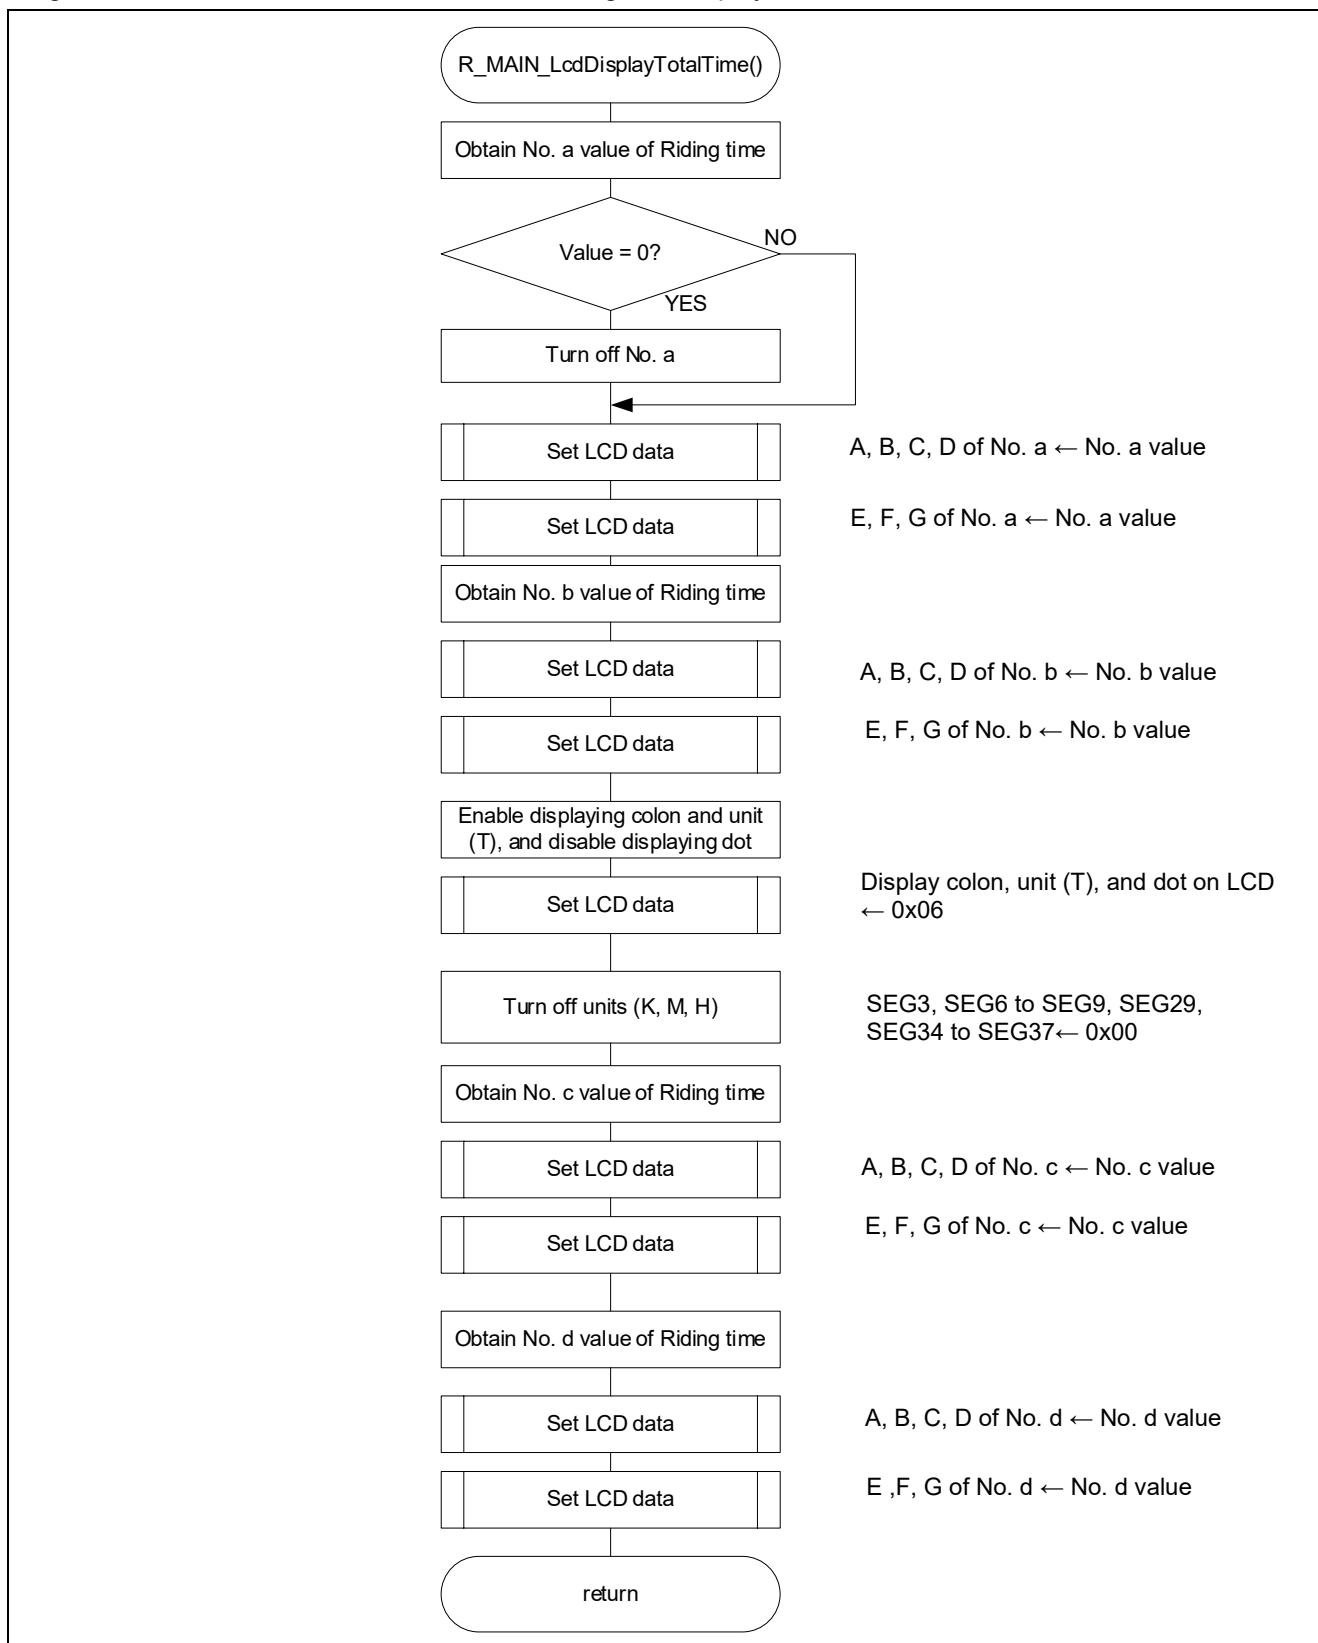 R_MAIN_LcdDisplayTotalTime()
Obtain No. a value of Riding time
Value = 0?
NO
YES
Turn off No. a
Set LCD data
A, B, C, D of No. a ← No. a value
Set LCD data
E, F, G of No. a ← No. a value
Obtain No. b value of Riding time
Set LCD data
A, B, C, D of No. b ← No. b value
Set LCD data
E, F, G of No. b ← No. b value
Enable displaying colon and unit
(T), and disable displaying dot
Set LCD data
Display colon, unit (T), and dot on LCD
← 0x06
Turn off units (K, M, H)
SEG3, SEG6 to SEG9, SEG29,
SEG34 to SEG37← 0x00
Obtain No. c value of Riding time
Set LCD data
A, B, C, D of No. c ← No. c value
Set LCD data
E, F, G of No. c ← No. c value
Obtain No. d value of Riding time
Set LCD data
A, B, C, D of No. d ← No. d value
Set LCD data
E ,F, G of No. d ← No. d value
return